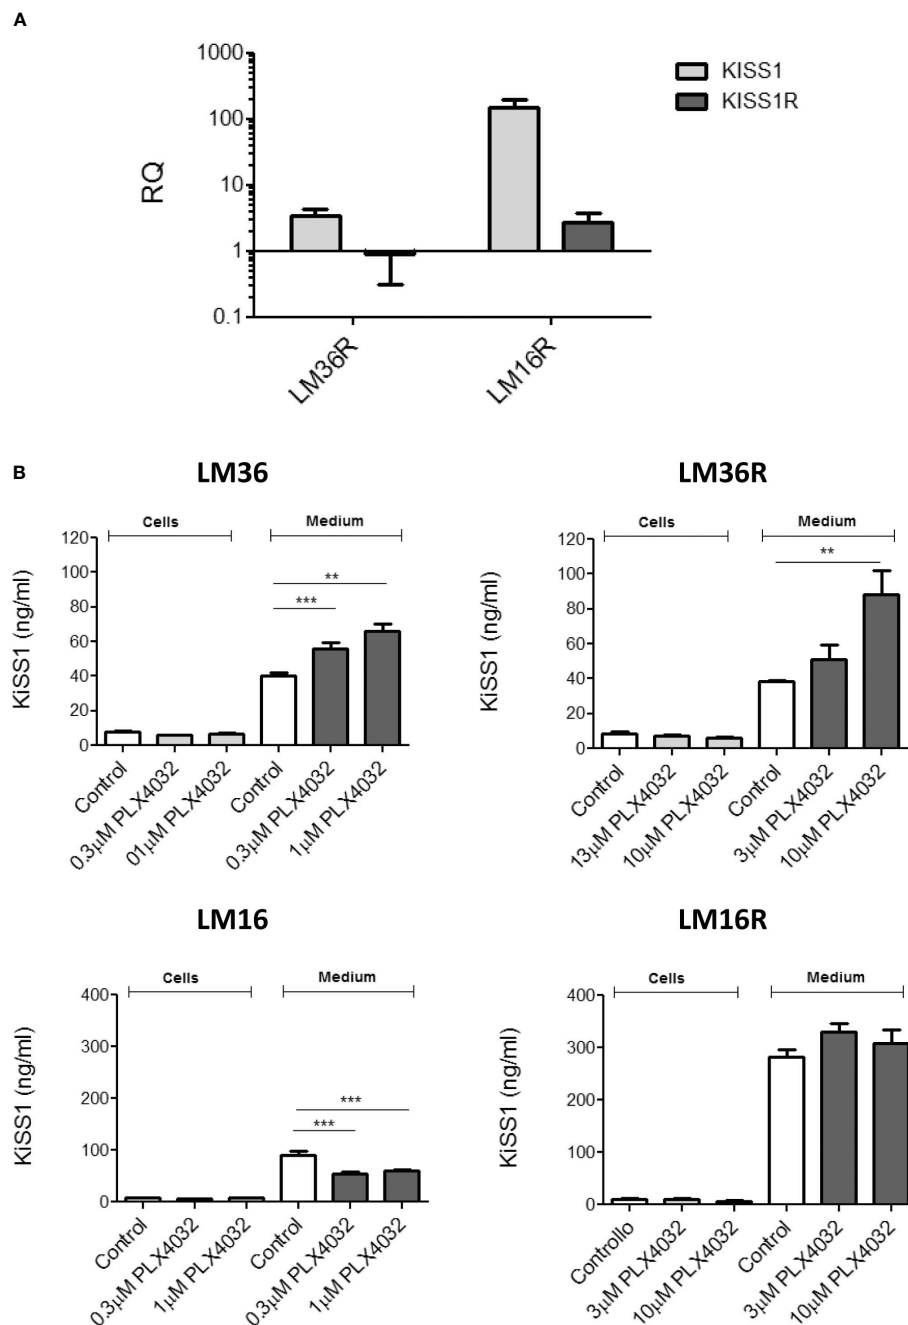 A
1000
100
10
1
0.1
RQ
KISS1
KISS1R
LM36R
LM16R
B
LM36
Cells
Medium
120
100
80
60
40
20
0
KiSS1 (ng/ml)
**
***
Control
0.3μM PLX4032
01μM PLX4032
Control
0.3μM PLX4032
1μM PLX4032
LM36R
Cells
Medium
120
100
80
60
40
20
0
KiSS1 (ng/ml)
**
Control
13μM PLX4032
10μM PLX4032
Control
3μM PLX4032
10μM PLX4032
LM16
Cells
Medium
400
300
200
100
0
KiSS1 (ng/ml)
***
***
Control
0.3μM PLX4032
1μM PLX4032
Control
0.3μM PLX4032
1μM PLX4032
LM16R
Cells
Medium
400
300
200
100
0
KiSS1 (ng/ml)
Controllo
3μM PLX4032
10μM PLX4032
Control
3μM PLX4032
10μM PLX4032